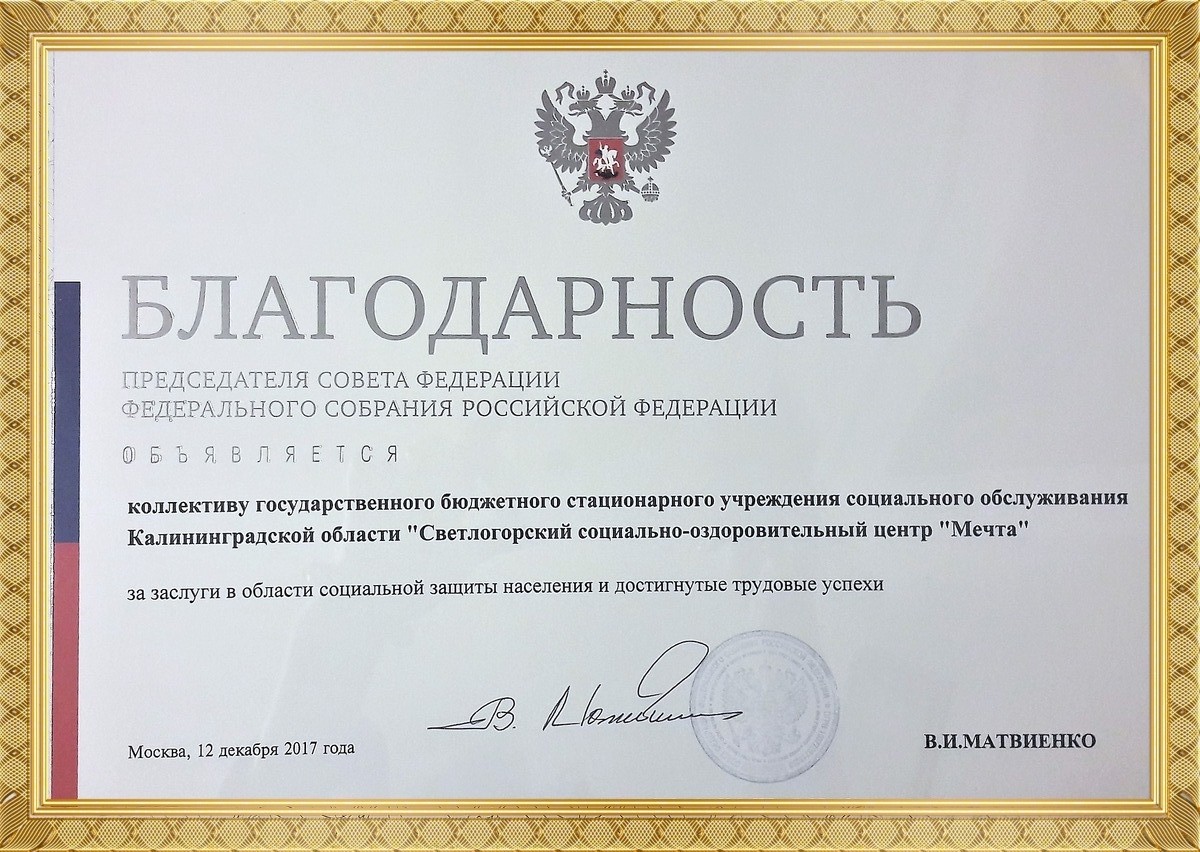 БЛАГОДАРНОСТЬ
ПРЕДСЕДАТЕЛЯ СОВЕТА ФЕДЕРАЦИИ
ФЕДЕРАЛЬНОГО СОБРАНИЯ РОССИЙСКОЙ ФЕДЕРАЦИИ
ОБЪЯВЛЯЕТСЯ
коллективу государственного бюджетного стационарного учреждения социального обслуживания
Калининградской области "Светлогорский социально-оздоровительный центр "Мечта"
за заслуги в области социальной защиты населения и достигнутые трудовые успехи
Москва, 12 декабря 2017 года
В.И.МАТВИЕНКО